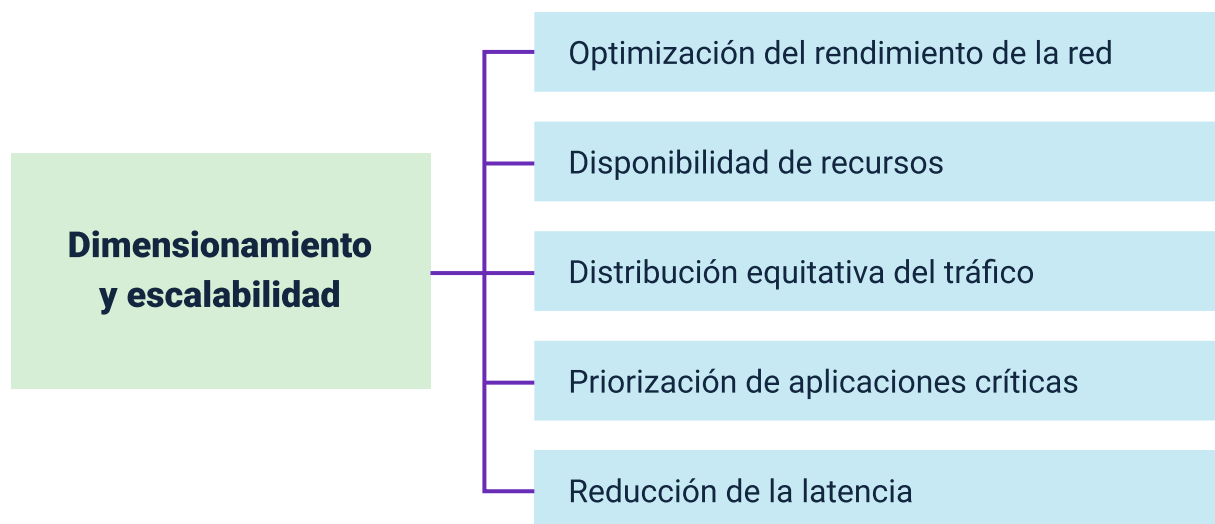 Dimensionamiento
y escalabilidad
Optimización del rendimiento de la red
Disponibilidad de recursos
Distribución equitativa del tráfico
Priorización de aplicaciones críticas
Reducción de la latencia